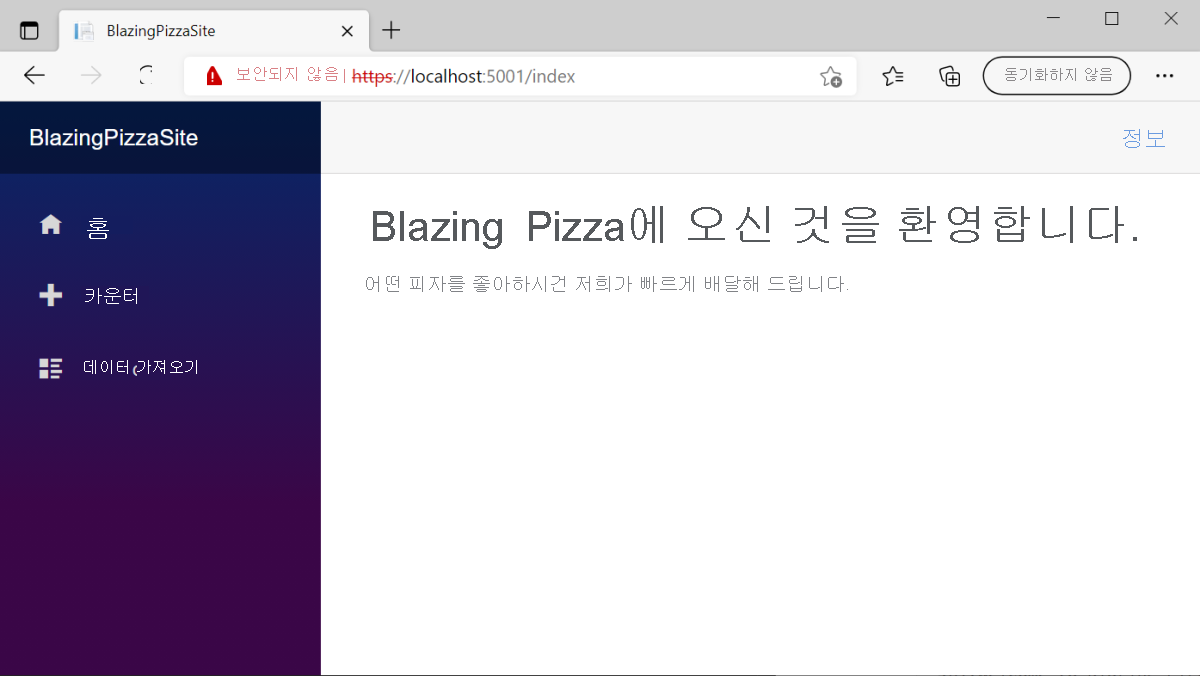 BlazingPizzaSite
보안되지 않음 | https://localhost:5001/index
동기화하지 않음
BlazingPizzaSite
정보
홈
Blazing Pizza에 오신 것을 환영합니다.
어떤 피자를 좋아하시건 저희가 빠르게 배달해 드립니다.
카운터
데이터 가져오기